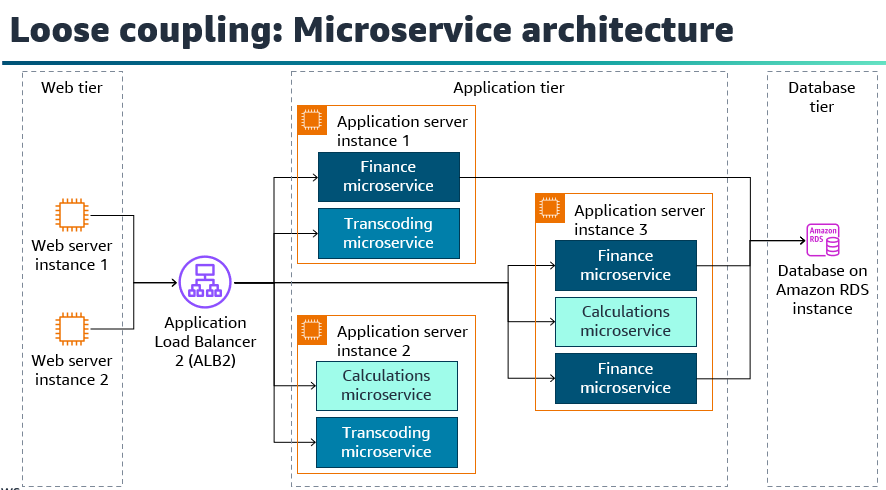 Loose coupling: Microservice architecture
Web tier
Application tier
Database
tier
Application server
instance 1
Finance
microservice
Transcoding
microservice
Application server
instance 3
Finance
microservice
Calculations
microservice
Finance
microservice
Web server
instance 1
Web server
instance 2
Application
Load Balancer
2 (ALB2)
Application server
instance 2
Calculations
microservice
Transcoding
microservice
Amazon
RDS
Database on
Amazon RDS
instance